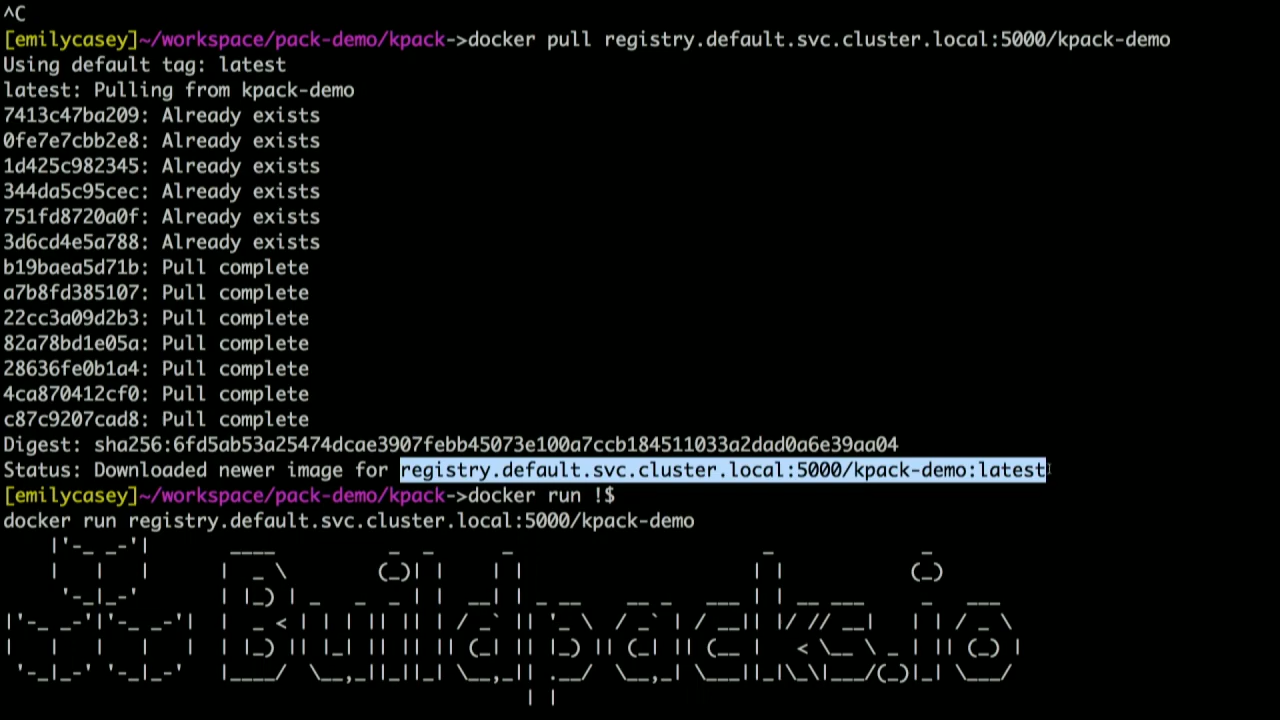 ^C
[emilycasey]~/workspace/pack-demo/kpack->docker pull registry.default.svc.cluster.local:5000/kpack-demo
Using default tag: latest
latest: Pulling from kpack-demo
7413c47ba209: Already exists
0fe7e7cbb2e8: Already exists
1d425c982345: Already exists
344da5c95cec: Already exists
751fd8720a0f: Already exists
3d6cd4e5a788: Already exists
b19baea5d71b: Pull complete
a7b8fd385107: Pull complete
22cc3a09d2b3: Pull complete
82a78bd1e05a: Pull complete
28636fe0b1a4: Pull complete
4ca870412cf0: Pull complete
c87c9207cad8: Pull complete
Digest: sha256:6fd5ab53a25474dcae3907febb45073e100a7ccb184511033a2dad0a6e39aa04
Status: Downloaded newer image for registry.default.svc.cluster.local:5000/kpack-demo:latest
[emilycasey]~/workspace/pack-demo/kpack->docker run !$
docker run registry.default.svc.cluster.local:5000/kpack-demo
Buildpacks.io